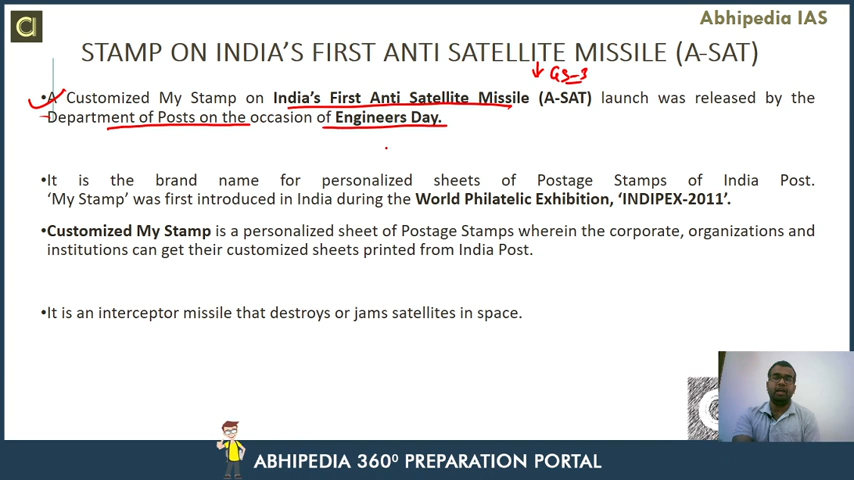 Abhipedia IAS
a
STAMP ON INDIA'S FIRST ANTI SATELLITE MISSILE (A-SAT)
GS-3
•A Customized My Stamp on India's First Anti Satellite Missile (A-SAT) launch was released by the
Department of Posts on the occasion of Engineers Day.
•It is the brand name for personalized sheets of Postage Stamps of India Post.
'My Stamp' was first introduced in India during the World Philatelic Exhibition, 'INDIPEX-2011'.
•Customized My Stamp is a personalized sheet of Postage Stamps wherein the corporate, organizations and
institutions can get their customized sheets printed from India Post.
•It is an interceptor missile that destroys or jams satellites in space.
ABHIPEDIA 360⁰ PREPARATION PORTAL